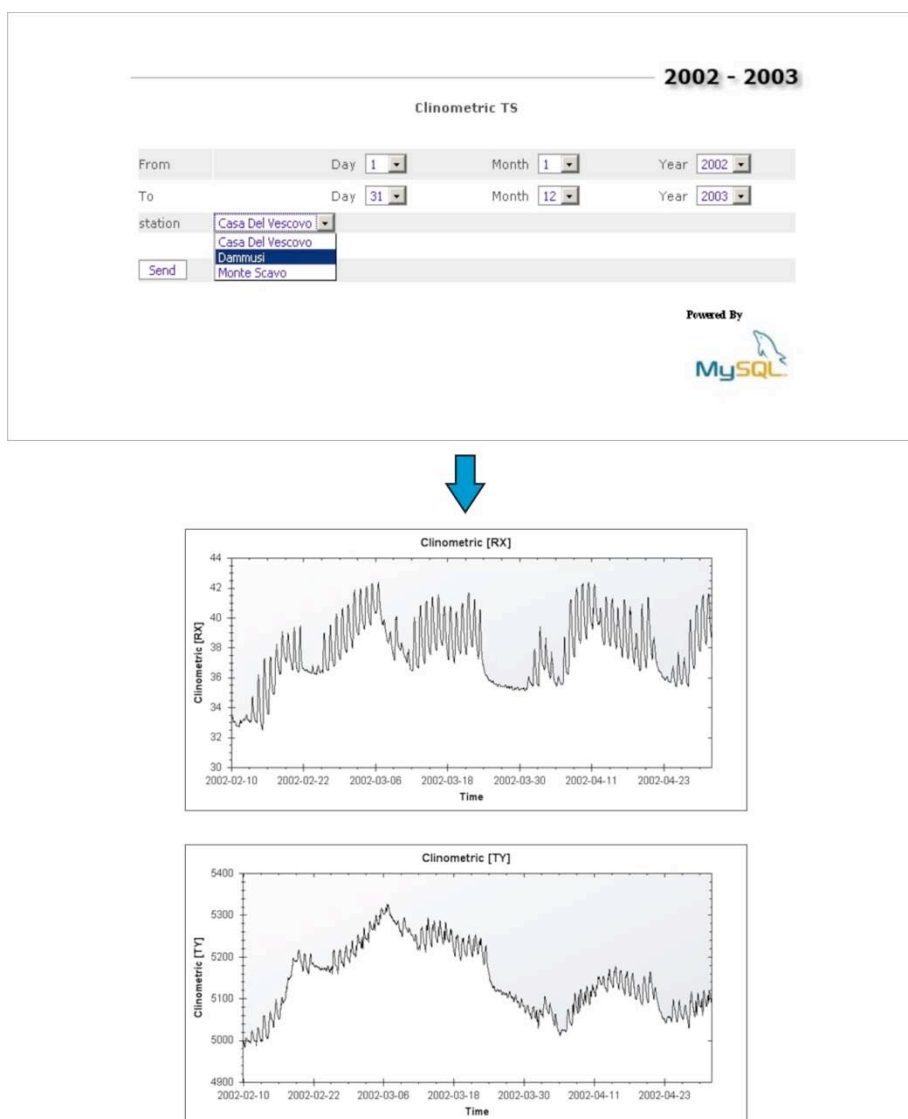 2002 - 2003
Clinometric TS
From Day 1 Month 1 Year 2002
To Day 31 Month 12 Year 2003
station Casa Del Vescovo
Casa Del Vescovo
Dammusi
Send Monte Scavo
Powered By
MySQL
Clinometric [RX]
44
42
40
38
36
34
32
30
Clinometric [RX]
2002-02-10 2002-02-22 2002-03-06 2002-03-18 2002-03-30 2002-04-11 2002-04-23
Time
Clinometric [TY]
5400
5300
5200
5100
5000
4900
Clinometric [TY]
2002-02-10 2002-02-22 2002-03-06 2002-03-18 2002-03-30 2002-04-11 2002-04-23
Time